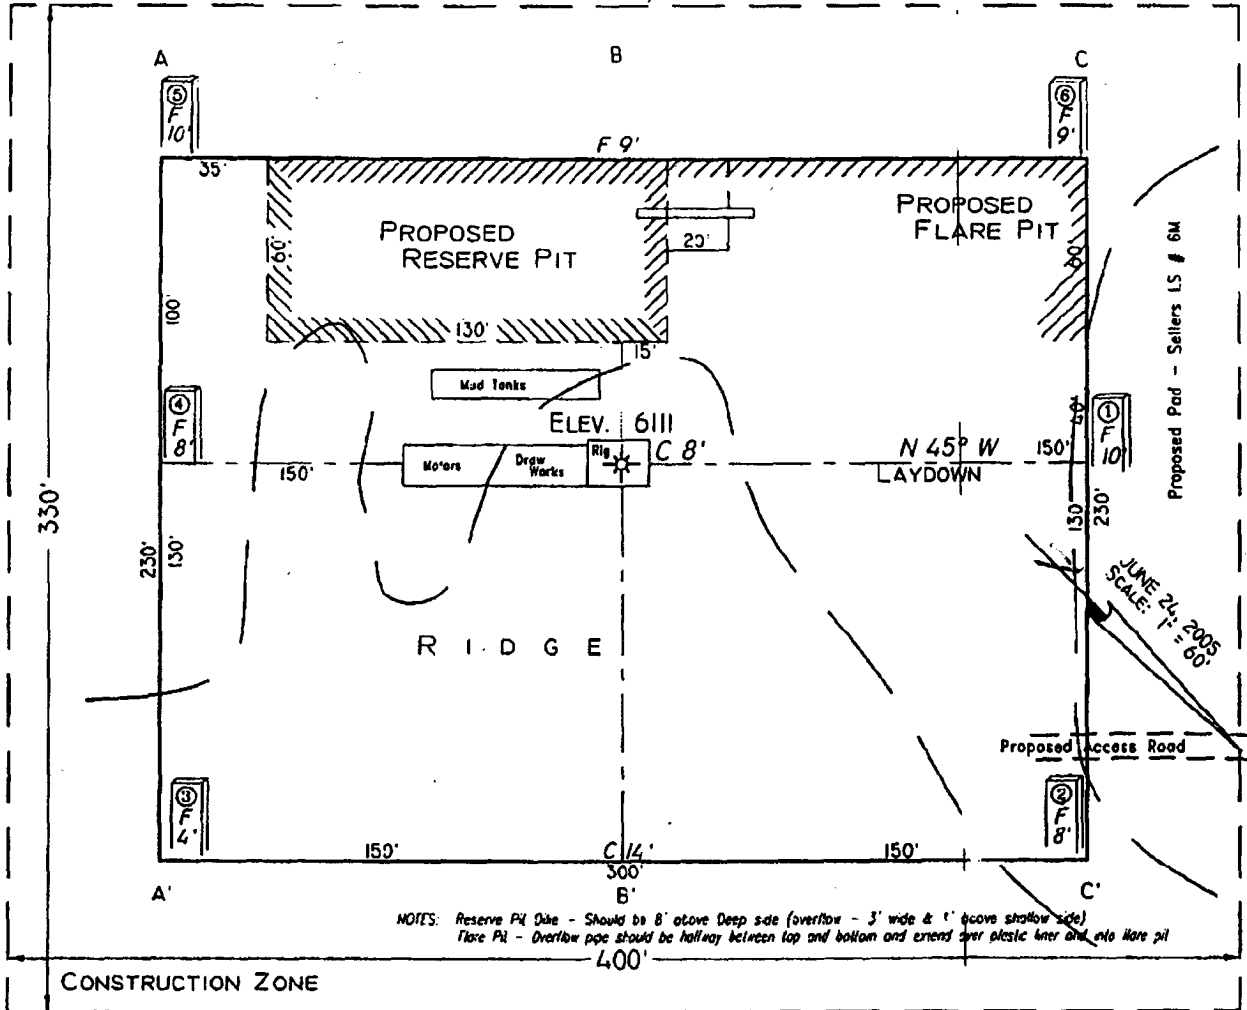 A
B
C
5
F
10'
6
F
9'
F 9'
35'
PROPOSED
RESERVE PIT
60'
130'
20'
PROPOSED
FLARE PIT
60'
100'
15'
Mud Tanks
4
F
8'
ELEV. 6111
Rig
C 8'
Motors
Draw
Works
150'
N 45° W
LAYDOWN
150'
40'
1
F
10'
Proposed Pad - Sellers LS # 6M
330'
230'
130'
130'
230'
JUNE 24, 2005
SCALE: 1" = 60'
RIDGE
Proposed Access Road
3
F
4'
2
F
8'
150'
C 14'
150'
300'
A'
B'
C'
NOTES: Reserve Pit Dike - Should be 8' above Deep side (overflow - 3' wide & 1' above shallow side)
Flare Pit - Overflow pipe should be halfway between top and bottom and extend over plastic liner and into flare pit
400'
CONSTRUCTION ZONE